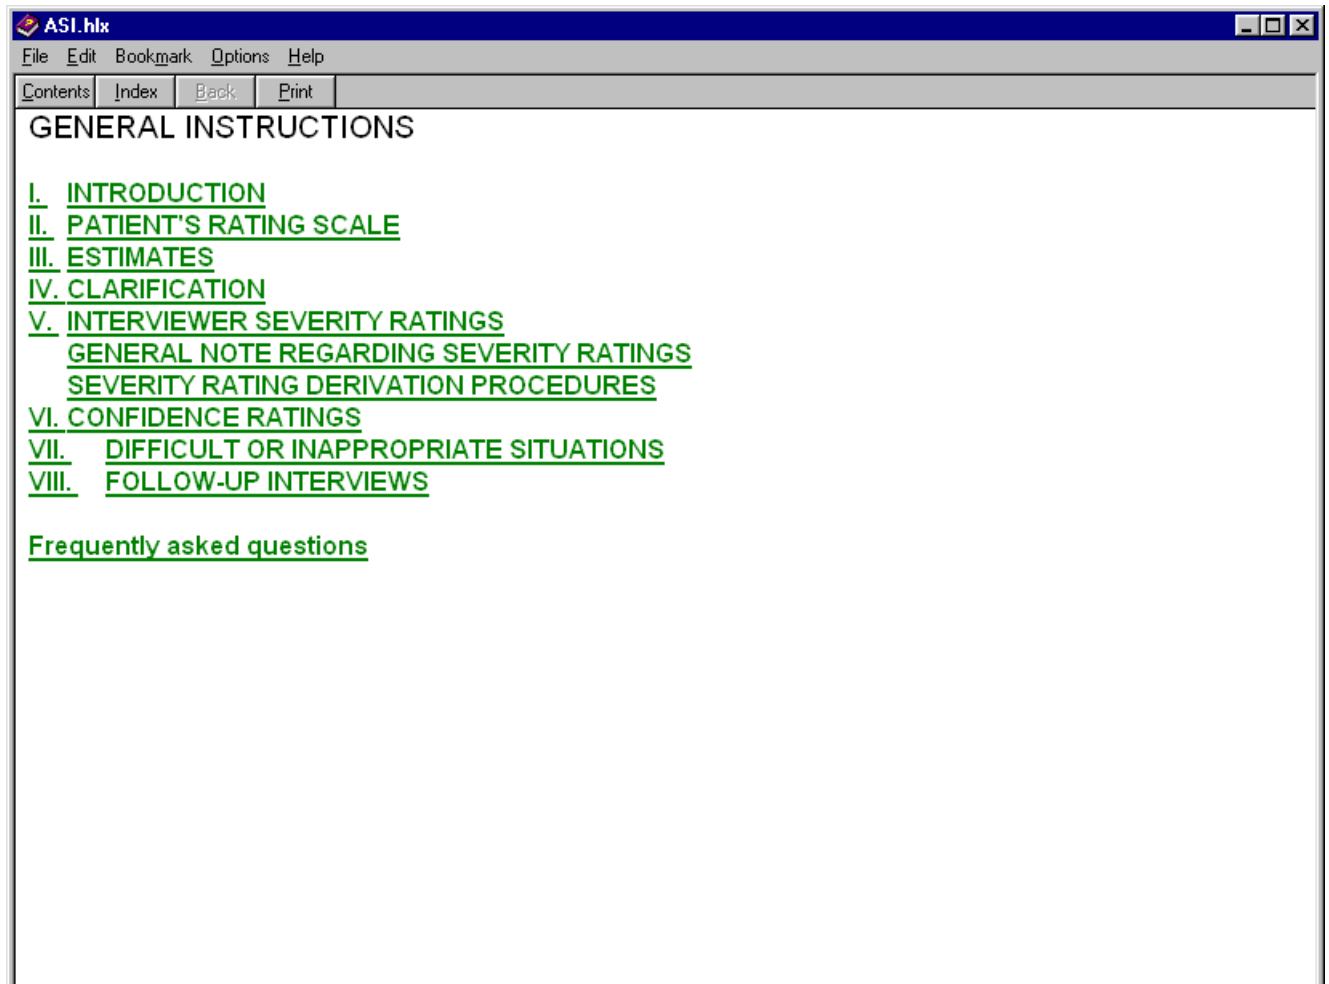 ASI.hlx
File Edit Bookmark Options Help
Contents Index Back Print
GENERAL INSTRUCTIONS
I. INTRODUCTION
II. PATIENT'S RATING SCALE
III. ESTIMATES
IV. CLARIFICATION
V. INTERVIEWER SEVERITY RATINGS
GENERAL NOTE REGARDING SEVERITY RATINGS
SEVERITY RATING DERIVATION PROCEDURES
VI. CONFIDENCE RATINGS
VII. DIFFICULT OR INAPPROPRIATE SITUATIONS
VIII. FOLLOW-UP INTERVIEWS
Frequently asked questions